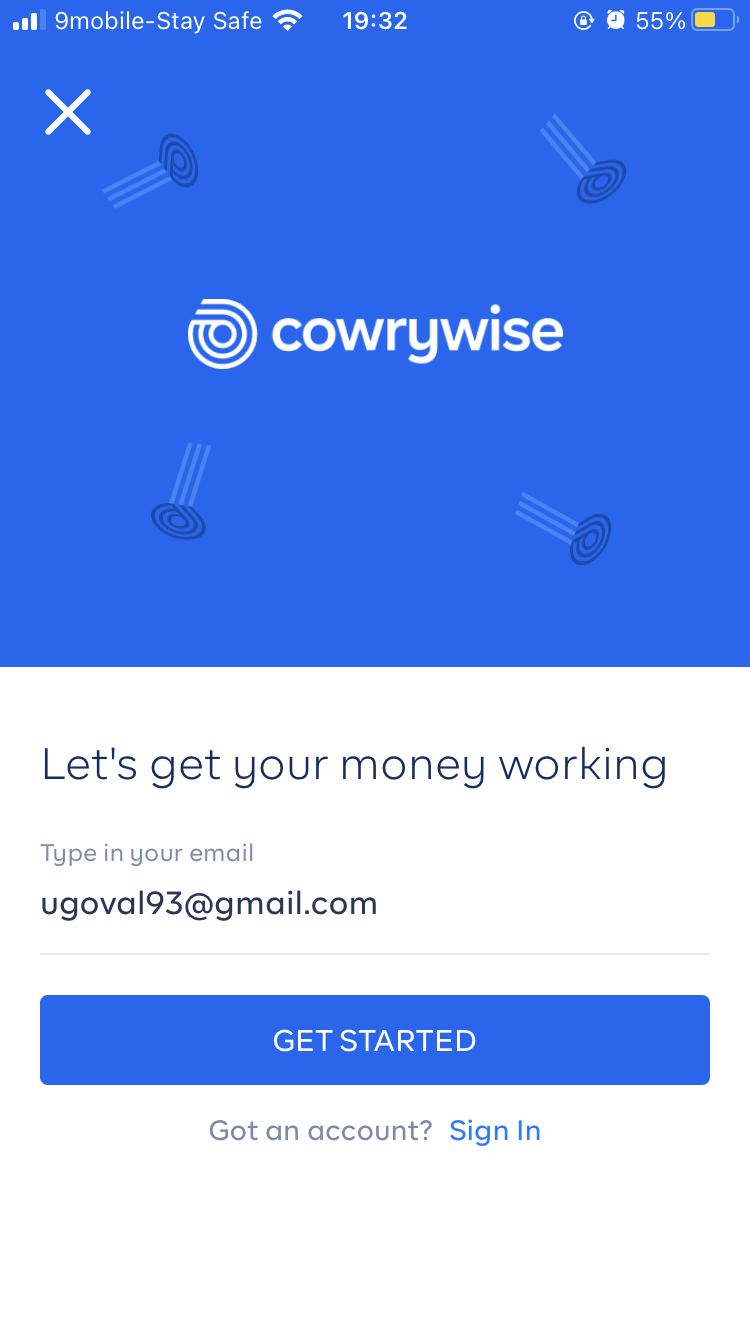 9mobile-Stay Safe 19:32 55%
cowrywise
Let's get your money working
Type in your email
ugoval93@gmail.com
GET STARTED
Got an account? Sign In